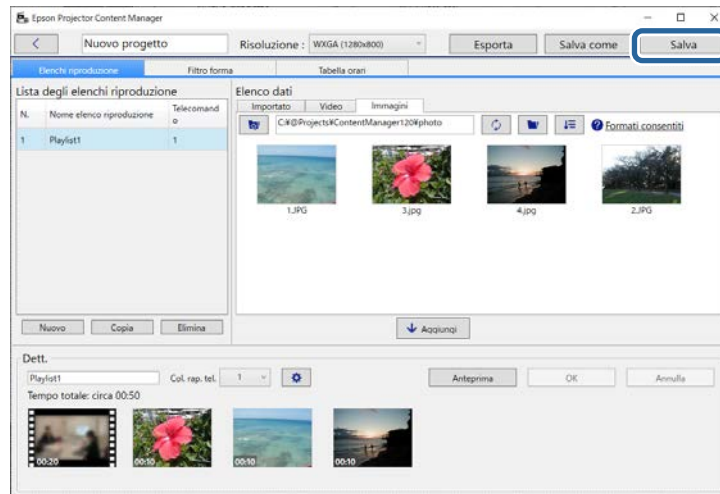 Epson Projector Content Manager
Nuovo progetto Risoluzione : WXGA (1280x800) Esporta Salva come Salva
Elenchi riproduzione Filtro forma Tabella orari
Lista degli elenchi riproduzione Elenco dati
N. Nome elenco riproduzione Telecomand
o
1 Playlist1 1
Importato Video Immagini
C:¥@Projects¥ContentManager120¥photo Formati consentiti
1.JPG 3.jpg 4.jpg 2.JPG
Nuovo Copia Elimina Aggiungi
Dett.
Playlist1 Col. rap. tel. 1 Anteprima OK Annulla
Tempo totale: circa 00:50
00:20 00:10 00:10 00:10